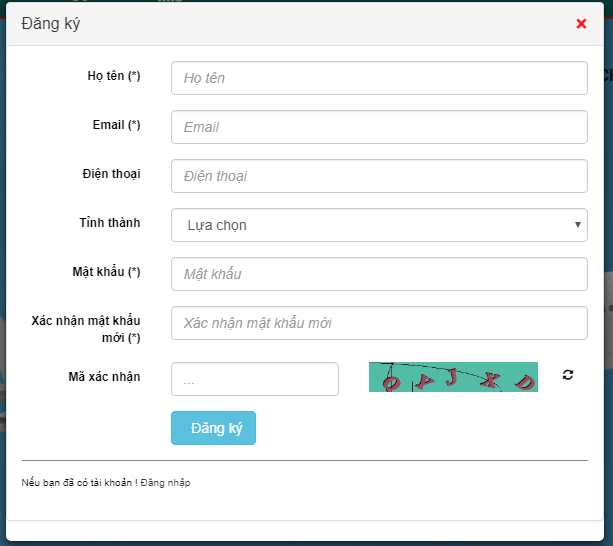 Đăng ký
Họ tên (*)
Họ tên
Email (*)
Email
Điện thoại
Điện thoại
Tỉnh thành
Lựa chọn
Mật khẩu (*)
Mật khẩu
Xác nhận mật khẩu
mới (*)
Xác nhận mật khẩu mới
Mã xác nhận
...
Đăng ký
Nếu bạn đã có tài khoản ! Đăng nhập